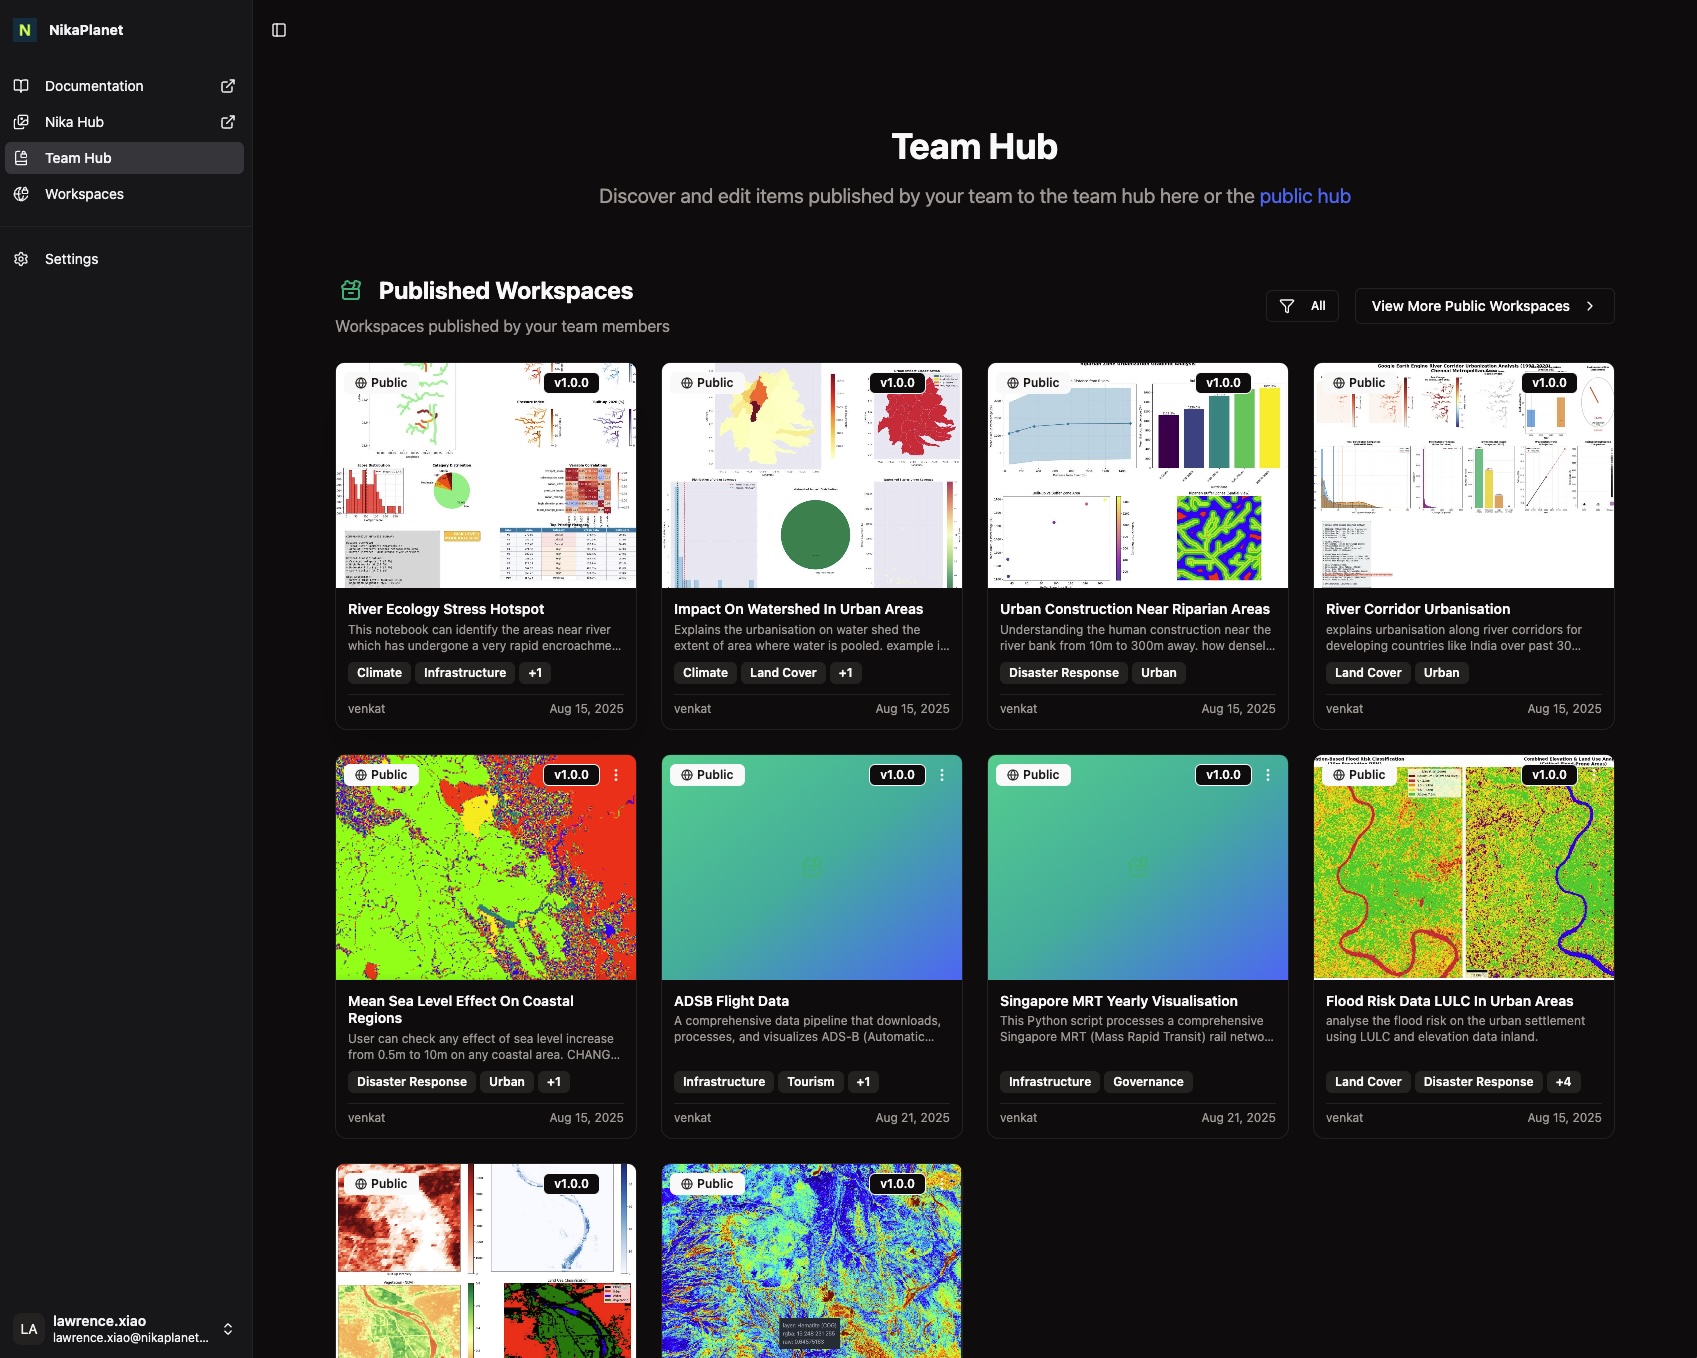 N NikaPlanet
Documentation
Nika Hub
Team Hub
Workspaces
Settings
Team Hub
Discover and edit items published by your team to the team hub here or the public hub
Published Workspaces
Workspaces published by your team members
All
View More Public Workspaces
Public
v1.0.0
River Ecology Stress Hotspot
This notebook can identify the areas near river
which has undergone a very rapid encroachme...
Climate Infrastructure +1
venkat Aug 15, 2025
Public
v1.0.0
Impact On Watershed In Urban Areas
Explains the urbanisation on water shed the
extent of area where water is pooled. example i...
Climate Land Cover +1
venkat Aug 15, 2025
Public
v1.0.0
Urban Construction Near Riparian Areas
Understanding the human construction near the
river bank from 10m to 300m away. how densel...
Disaster Response Urban
venkat Aug 15, 2025
Public
v1.0.0
River Corridor Urbanisation
explains urbanisation along river corridors for
developing countries like India over past 30...
Land Cover Urban
venkat Aug 15, 2025
Public
v1.0.0
Mean Sea Level Effect On Coastal
Regions
User can check any effect of sea level increase
from 0.5m to 10m on any coastal area. CHANG...
Disaster Response Urban +1
venkat Aug 15, 2025
Public
v1.0.0
ADSB Flight Data
A comprehensive data pipeline that downloads,
processes, and visualizes ADS-B (Automatic...
Infrastructure Tourism +1
venkat Aug 21, 2025
Public
v1.0.0
Singapore MRT Yearly Visualisation
This Python script processes a comprehensive
Singapore MRT (Mass Rapid Transit) rail netwo...
Infrastructure Governance
venkat Aug 21, 2025
Public
v1.0.0
Flood Risk Data LULC In Urban Areas
analyse the flood risk on the urban settlement
using LULC and elevation data inland.
Land Cover Disaster Response +4
venkat Aug 15, 2025
Public
v1.0.0
Public
v1.0.0
LA
lawrence.xiao
lawrence.xiao@nikaplanet...